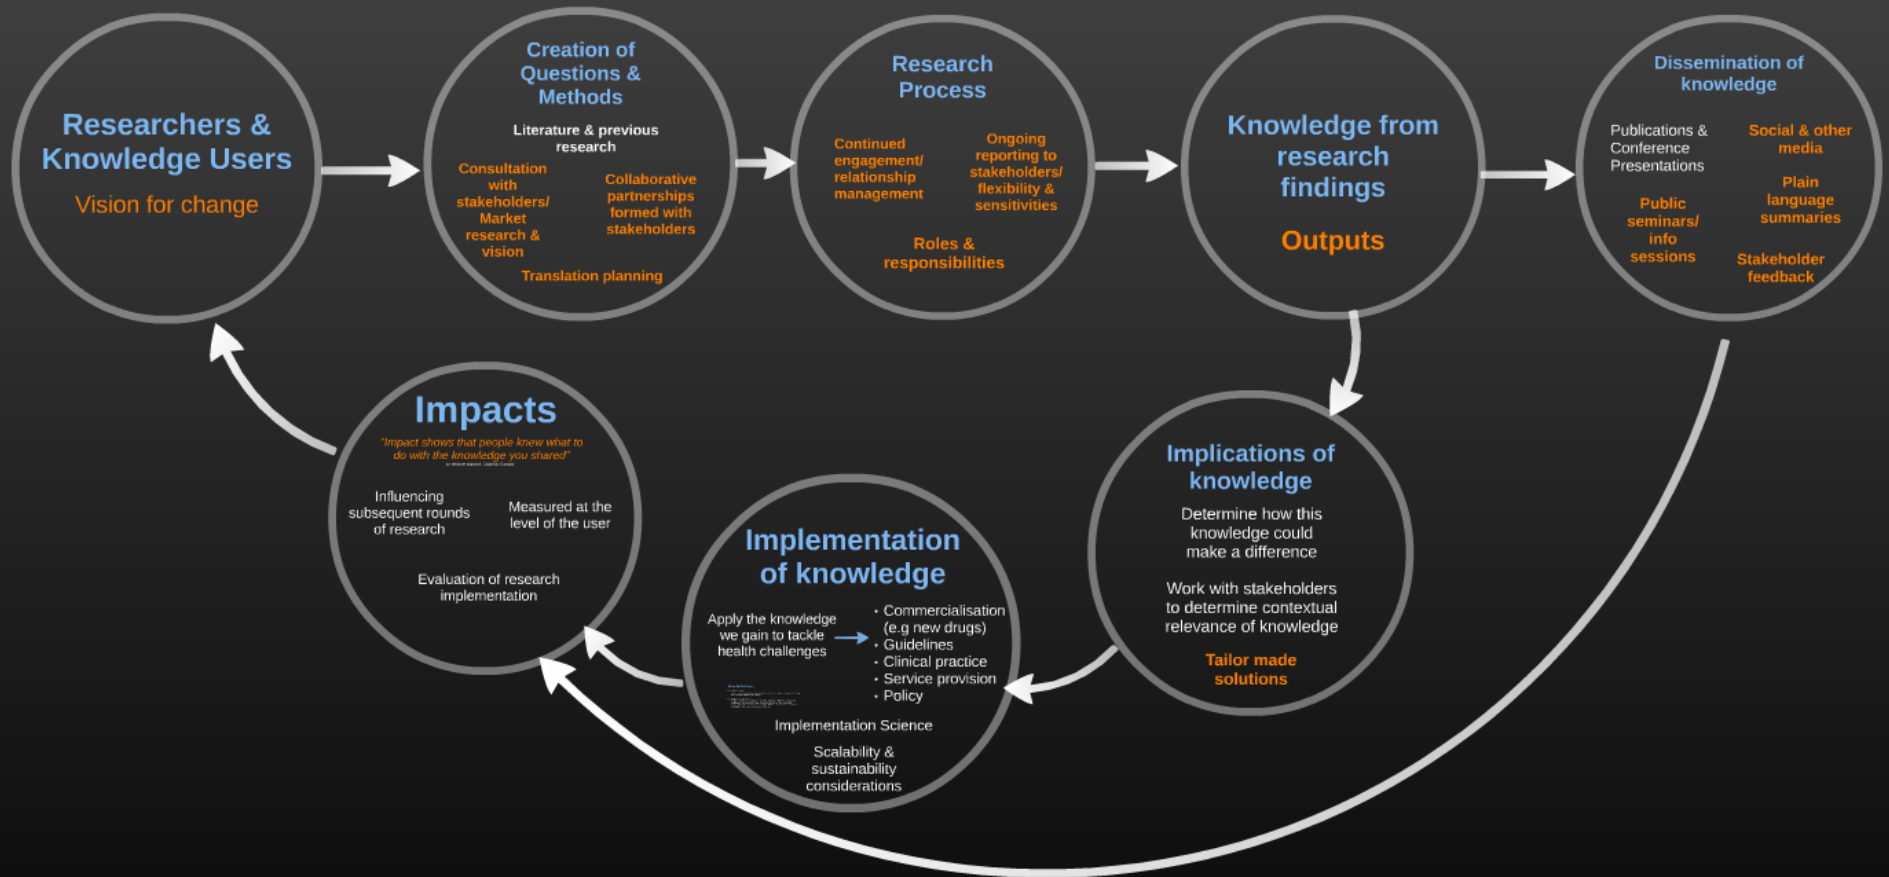 Researchers &
Knowledge Users
Vision for change
Creation of
Questions &
Methods
Literature & previous
research
Consultation
with
stakeholders/
Market
research &
vision
Collaborative
partnerships
formed with
stakeholders
Translation planning
Research
Process
Continued
engagement/
relationship
management
Ongoing
reporting to
stakeholders/
flexibility &
sensitivities
Roles &
responsibilities
Knowledge from
research
findings
Outputs
Dissemination of
knowledge
Publications &
Conference
Presentations
Social & other
media
Public
seminars/
info
sessions
Plain
language
summaries
Stakeholder
feedback
Implications of
knowledge
Determine how this
knowledge could
make a difference
Work with stakeholders
to determine contextual
relevance of knowledge
Tailor made
solutions
Implementation
of knowledge
Apply the knowledge
we gain to tackle
health challenges
• Commercialisation
(e.g new drugs)
• Guidelines
• Clinical practice
• Service provision
• Policy
Implementation Science
Scalability &
sustainability
considerations
Impacts
"Impact shows that people knew what to
do with the knowledge you shared"
Influencing
subsequent rounds
of research
Measured at the
level of the user
Evaluation of research
implementation